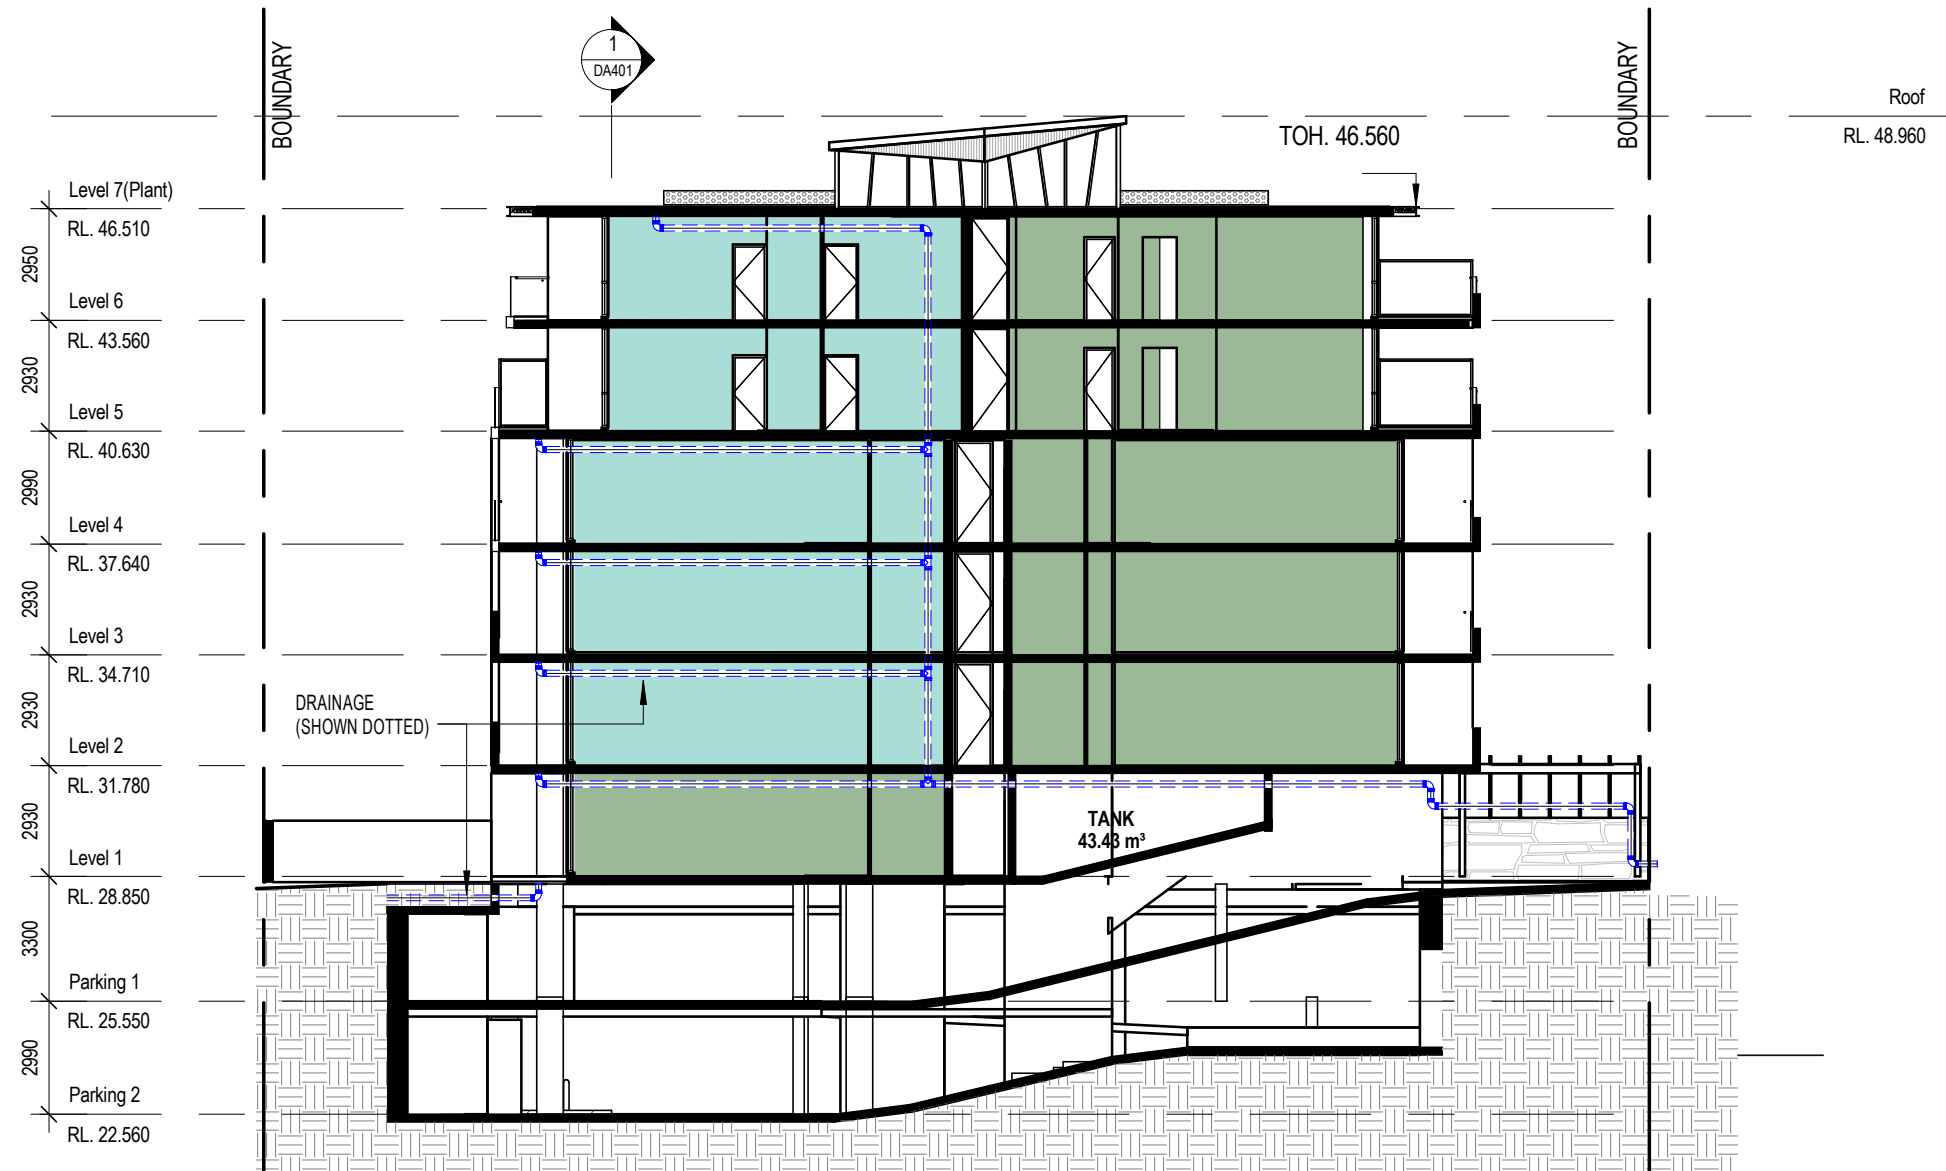 BOUNDARY
1
DA401
BOUNDARY
Roof
RL. 48.960
TOH. 46.560
Level 7(Plant)
RL. 46.510
2950
Level 6
RL. 43.560
2930
Level 5
RL. 40.630
2990
Level 4
RL. 37.640
2930
Level 3
RL. 34.710
2930
Level 2
RL. 31.780
2930
Level 1
RL. 28.850
3300
Parking 1
RL. 25.550
2990
Parking 2
RL. 22.560
DRAINAGE
(SHOWN DOTTED)
TANK
43.43 m³